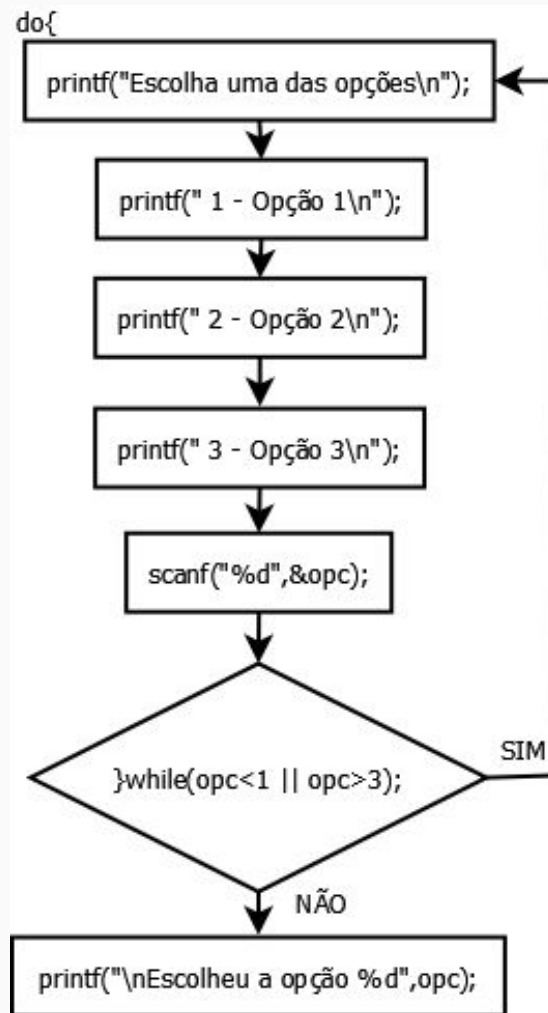 do{
printf("Escolha uma das opções\n");
printf(" 1 - Opção 1\n");
printf(" 2 - Opção 2\n");
printf(" 3 - Opção 3\n");
scanf("%d",&opc);
}while(opc<1 || opc>3);
SIM
NÃO
printf("\nEscolheu a opção %d",opc);